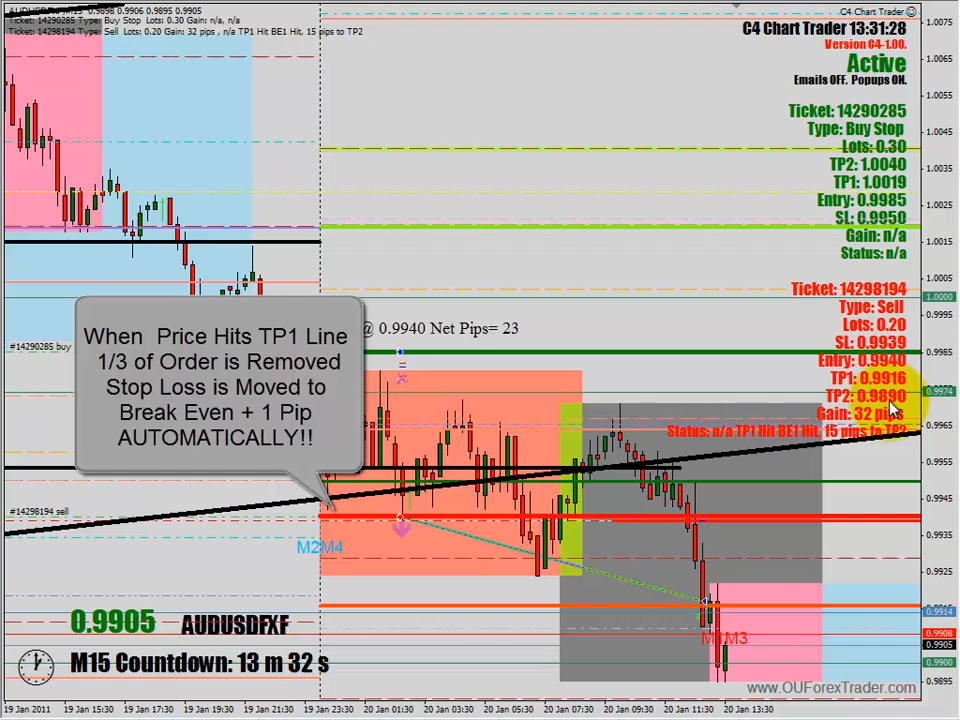 AUDUSDFXF,M15 0.9898 0.9906 0.9895 0.9905
Ticket: 14290285 Type: Buy Stop Lots: 0.30 Gain: n/a, n/a
Ticket: 14298194 Type: Sell Lots: 0.20 Gain: 32 pips , n/a TP1 Hit BE1 Hit, 15 pips to TP2
C4 Chart Trader
C4 Chart Trader 13:31:28
Version C4-1.00.
Active
Emails OFF. Popups ON.
Ticket: 14290285
Type: Buy Stop
Lots: 0.30
TP2: 1.0040
TP1: 1.0019
Entry: 0.9985
SL: 0.9950
Gain: n/a
Status: n/a
Ticket: 14298194
Type: Sell
Lots: 0.20
SL: 0.9939
Entry: 0.9940
TP1: 0.9916
TP2: 0.9890
Gain: 32 pips
Status: n/a TP1 Hit BE1 Hit, 15 pips to TP2
@ 0.9940 Net Pips= 23
When Price Hits TP1 Line
1/3 of Order is Removed
Stop Loss is Moved to
Break Even + 1 Pip
AUTOMATICALLY!!
#14290285 buy
#14298194 sell
M2M4
M1M3
0.9905 AUDUSDFXF
M15 Countdown: 13 m 32 s
www.OUForexTrader.com
1.0075
1.0065
1.0055
1.0045
1.0035
1.0025
1.0015
1.0005
1.0000
0.9995
0.9985
0.9974
0.9965
0.9955
0.9945
0.9935
0.9925
0.9914
0.9908
0.9905
0.9900
0.9895
19 Jan 2011 19 Jan 15:30 19 Jan 17:30 19 Jan 19:30 19 Jan 21:30 19 Jan 23:30 20 Jan 01:30 20 Jan 03:30 20 Jan 05:30 20 Jan 07:30 20 Jan 09:30 20 Jan 11:30 20 Jan 13:30